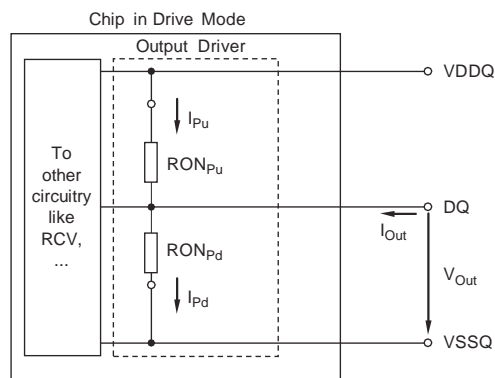 Chip in Drive Mode
Output Driver
VDDQ
I_Pu
To
other
circuitry
like
RCV,
...
RON_Pu
DQ
I_Out
RON_Pd
V_Out
I_Pd
VSSQ